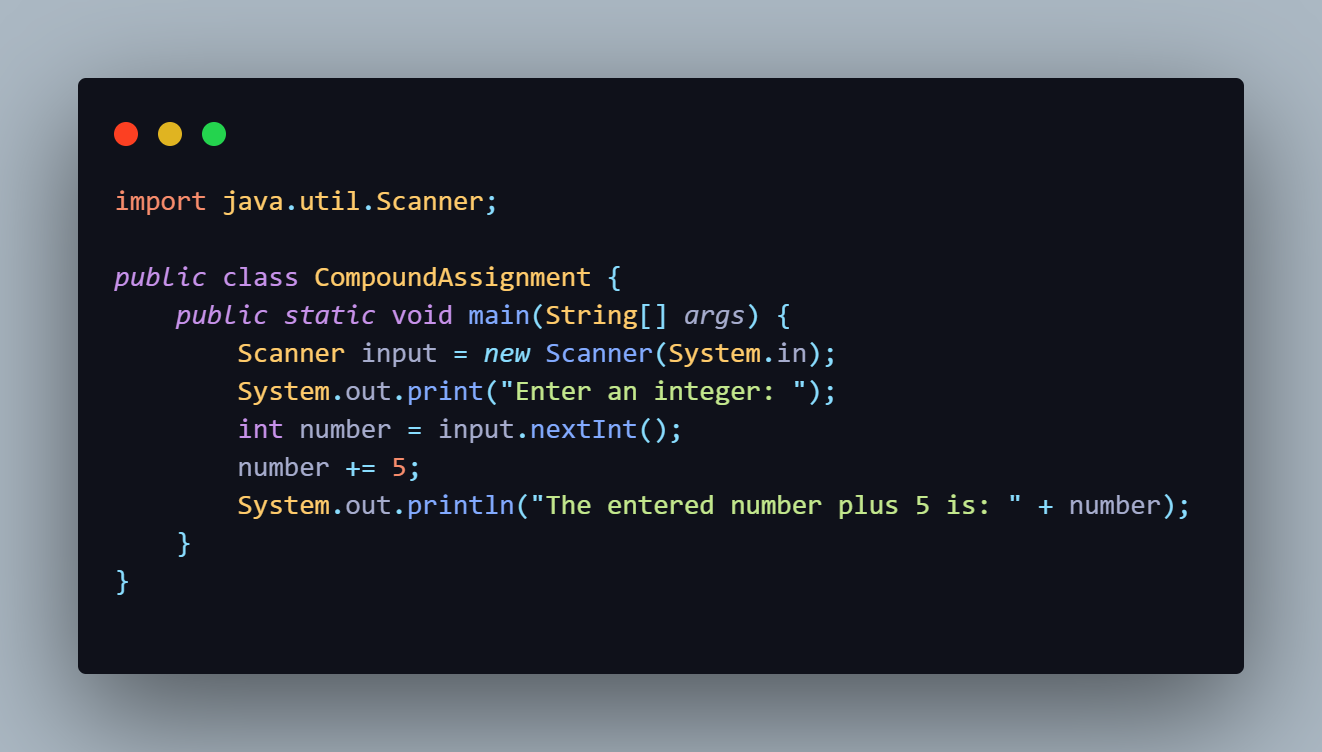 import java.util.Scanner;

public class CompoundAssignment {
    public static void main(String[] args) {
        Scanner input = new Scanner(System.in);
        System.out.print("Enter an integer: ");
        int number = input.nextInt();
        number += 5;
        System.out.println("The entered number plus 5 is: " + number);
    }
}